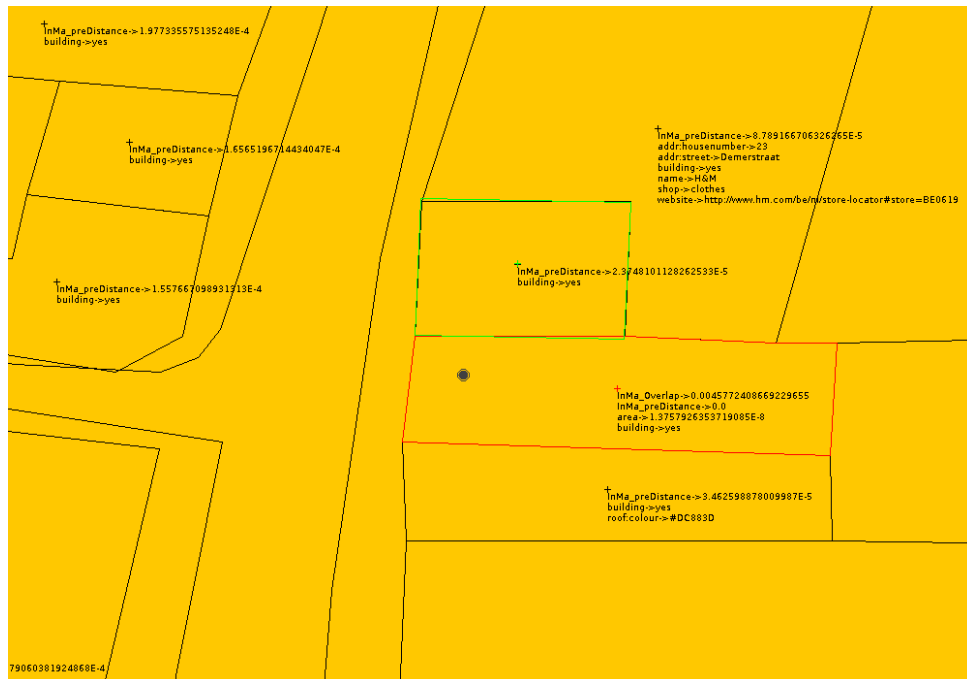 InMa_preDistance->1.977335575135248E-4
building->yes
InMa_preDistance->8.789166706326265E-5
addr:housenumber->23
addr:street->Demerstraat
building->yes
name->H&M
shop->clothes
website->http://www.hm.com/be/nl/store-locator#store=BE0619
InMa_preDistance->1.6565196714434047E-4
building->yes
InMa_preDistance->2.3748101128262533E-5
building->yes
InMa_preDistance->1.557667098931313E-4
building->yes
InMa_Overlap->0.0045772408669229655
InMa_preDistance->0.0
area->1.3757926353719085E-8
building->yes
InMa_preDistance->3.462598878009987E-5
building->yes
roof:colour->#DC883D
79060381924868E-4